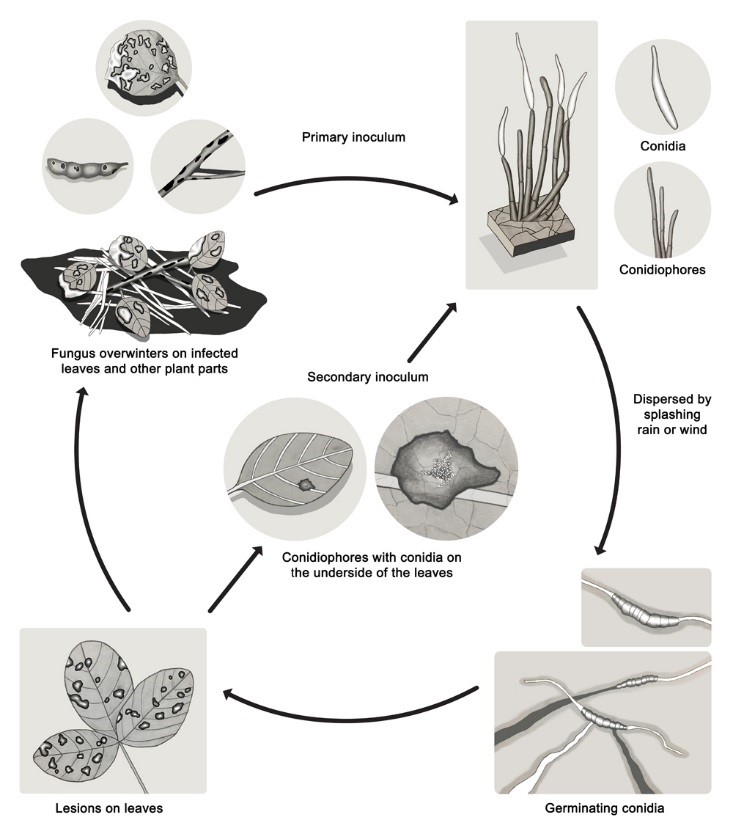 Primary inoculum
Conidia
Conidiophores
Fungus overwinters on infected
leaves and other plant parts
Secondary inoculum
Dispersed by
splashing
rain or wind
Conidiophores with conidia on
the underside of the leaves
Lesions on leaves
Germinating conidia